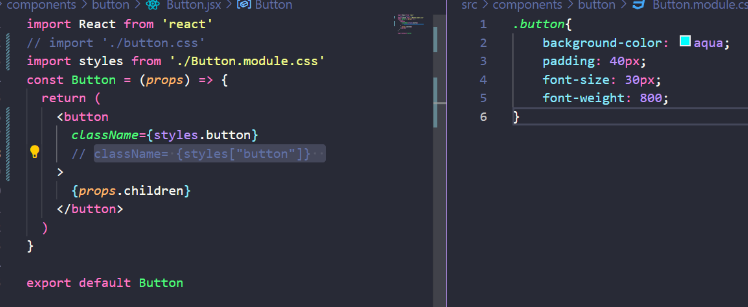 components > button > Button.jsx > Button
import React from 'react'
// import './button.css'
import styles from './Button.module.css'
const Button = (props) => {
return (
<button
className={styles.button}
// className= {styles["button"]}
>
{props.children}
</button>
)
}
export default Button
src > components > button > Button.module.cs
1 .button{
2 background-color: aqua;
3 padding: 40px;
4 font-size: 30px;
5 font-weight: 800;
6 }